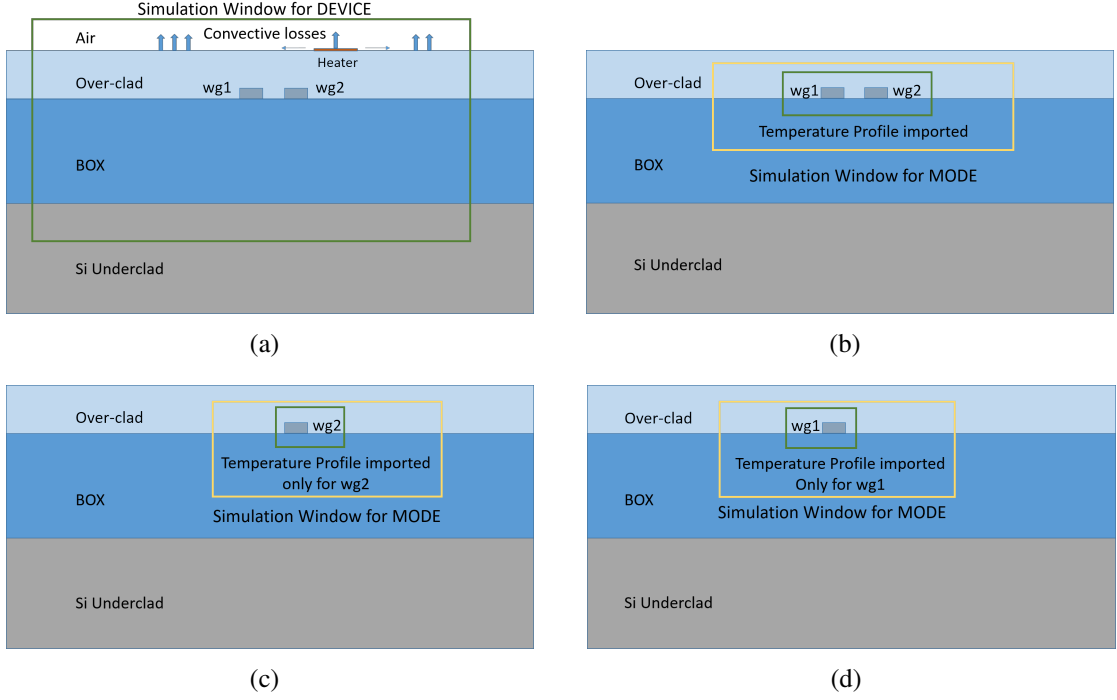 Simulation Window for DEVICE
Air
Convective losses
Heater
Over-clad
wg1
wg2
BOX
Si Underclad
(a)
Over-clad
wg1
wg2
Temperature Profile imported
BOX
Simulation Window for MODE
Si Underclad
(b)
Over-clad
wg2
Temperature Profile imported
only for wg2
BOX
Simulation Window for MODE
Si Underclad
(c)
Over-clad
wg1
Temperature Profile imported
Only for wg1
BOX
Simulation Window for MODE
Si Underclad
(d)